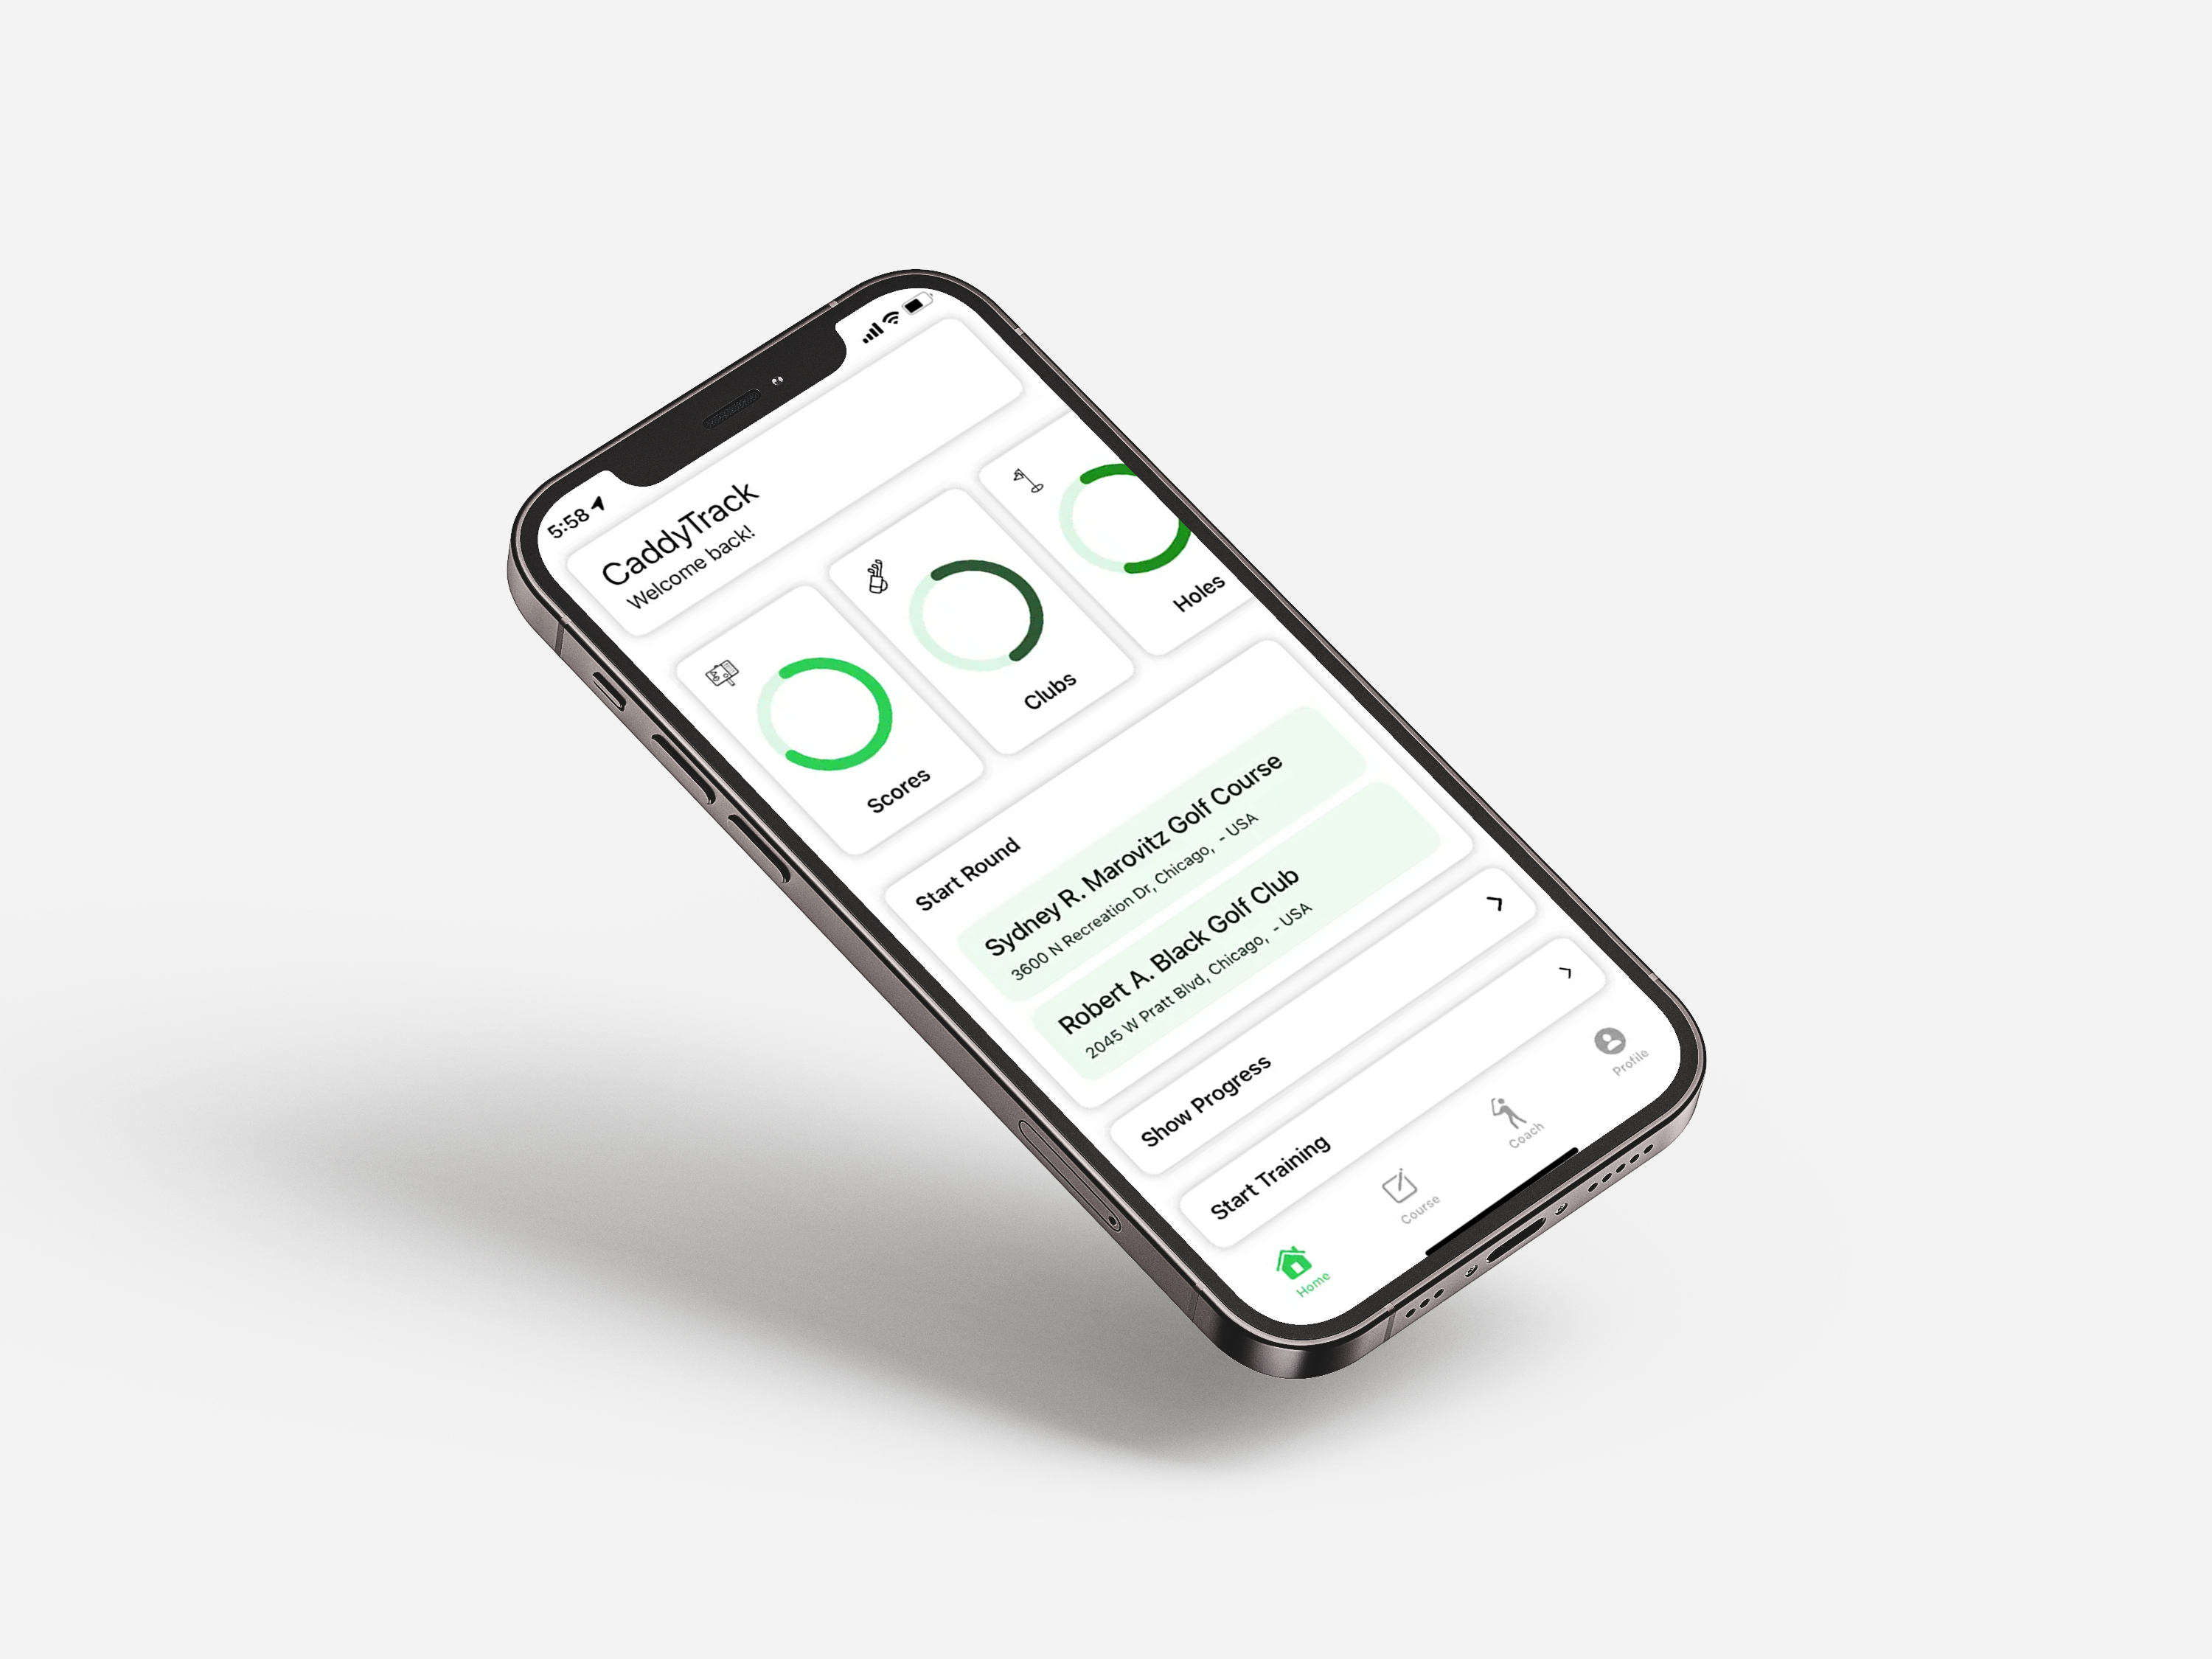 5:58
CaddyTrack
Welcome back!
Scores
Clubs
Holes
Start Round
Sydney R. Marovitz Golf Course
3600 N Recreation Dr, Chicago, - USA
Robert A. Black Golf Club
2045 W Pratt Blvd, Chicago, - USA
Show Progress
Start Training
Home
Course
Coach
Profile